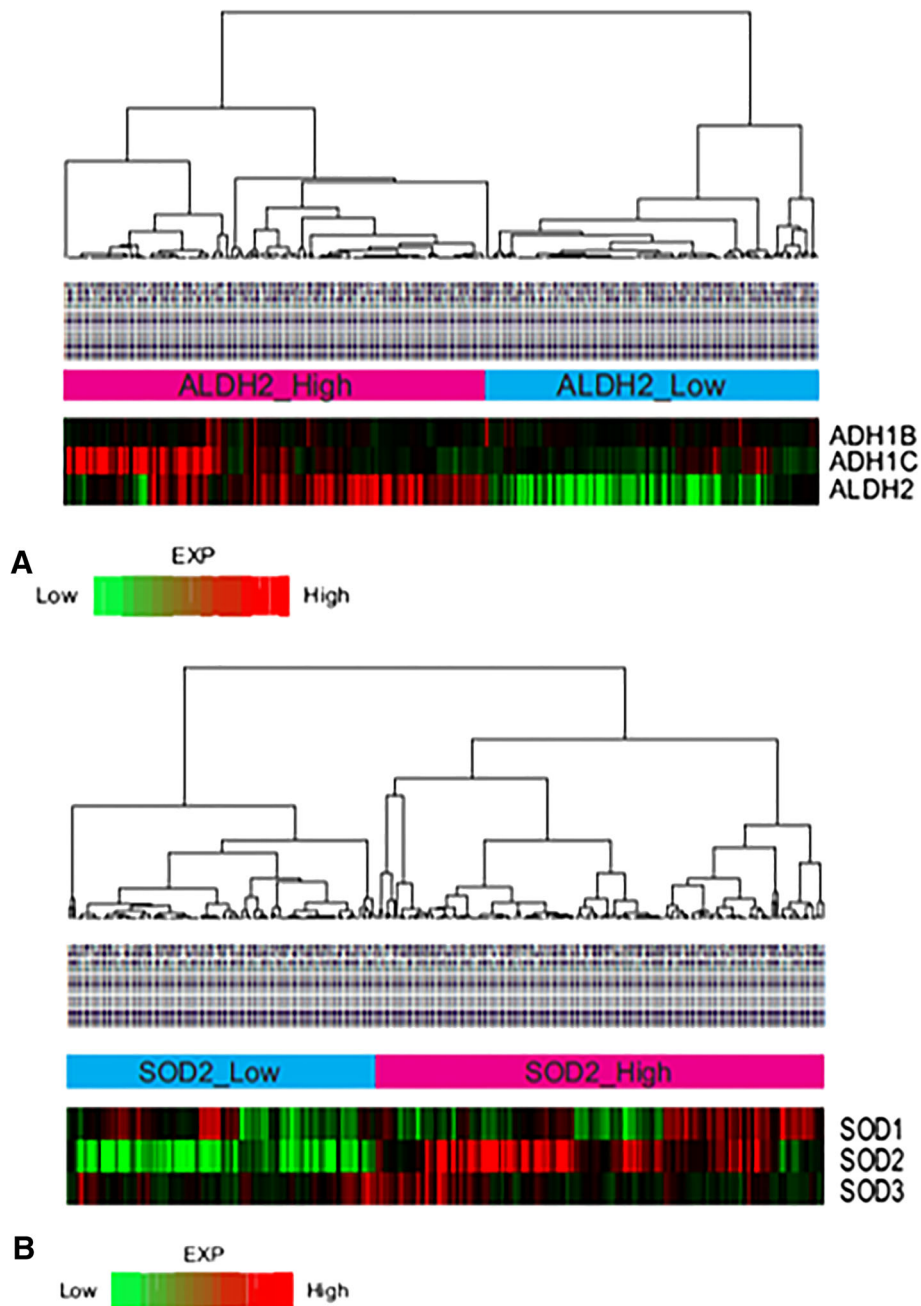 ALDH2_High ALDH2_Low
ADH1B
ADH1C
ALDH2
A
EXP
Low High
SOD2_Low SOD2_High
SOD1
SOD2
SOD3
B
EXP
Low High